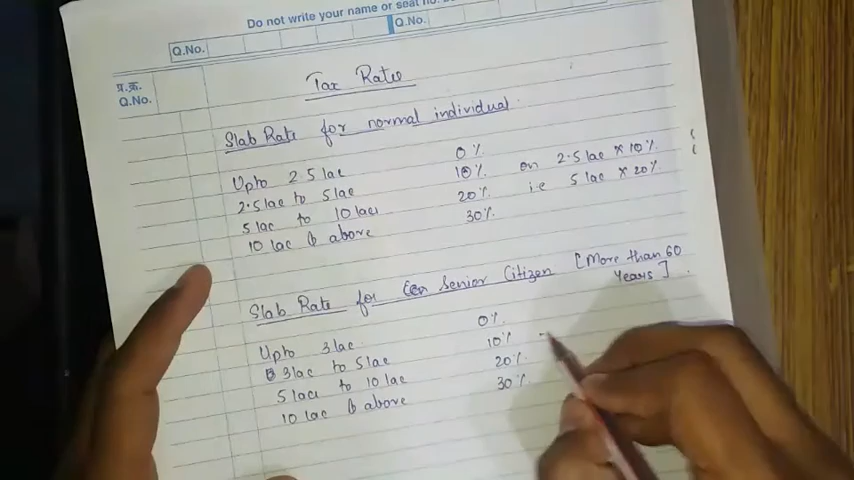 Do not write your name or seat no.
Q.No. Q.No.
प्र.क्र.
Q.No.
Tax Rates
Slab Rate for normal individual
Upto 2.5 lac 0%
2.5 lac to 5 lac 10% on 2.5 lac x 10%
5 lac to 10 lac 20% i.e 5 lac x 20%
10 lac & above 30%
Slab Rate for Senior Citizen [More than 60
Years]
Upto 3 lac 0%
3 lac to 5 lac 10%
5 lac to 10 lac 20%
10 lac & above 30%